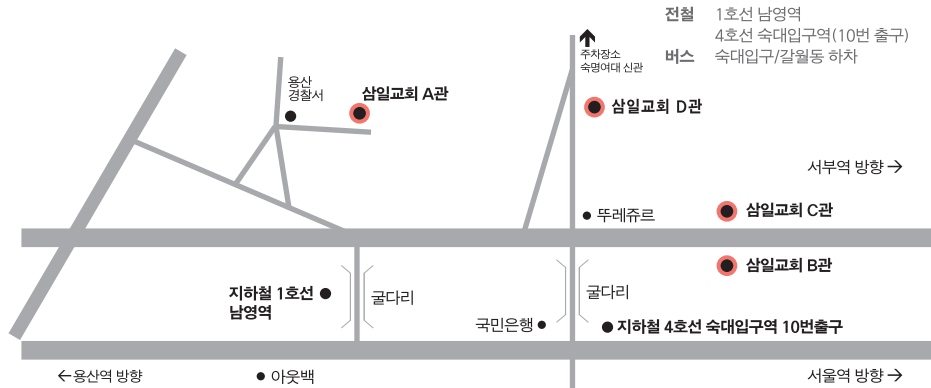 전철 1호선 남영역
4호선 숙대입구역(10번 출구)
버스 숙대입구/갈월동 하차
주차장소
숙명여대 신관
용산
경찰서
삼일교회 A관
삼일교회 D관
서부역 방향→
뚜레쥬르
삼일교회 C관
삼일교회 B관
지하철 1호선
남영역
굴다리
굴다리
국민은행
지하철 4호선 숙대입구역 10번출구
←용산역 방향
아웃백
서울역 방향→